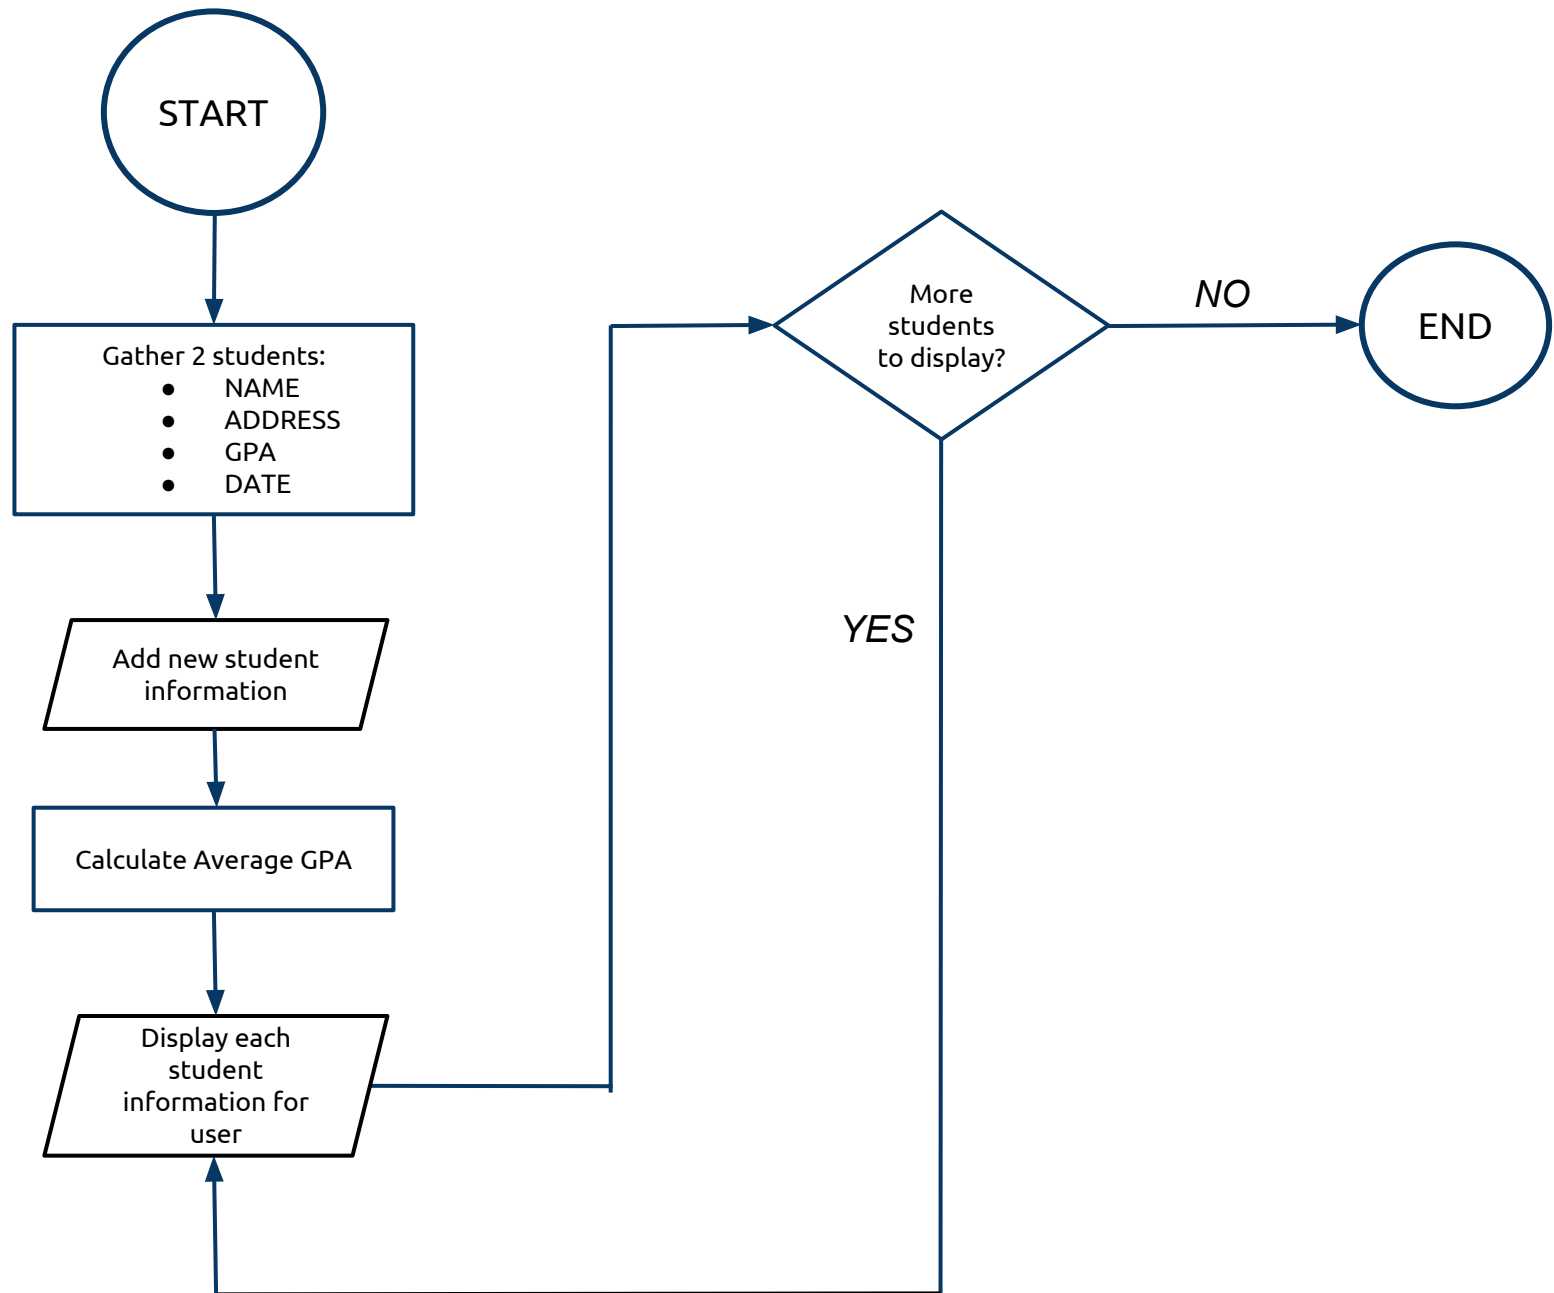 START
Gather 2 students:
● NAME
● ADDRESS
● GPA
● DATE
Add new student
information
Calculate Average GPA
Display each
student
information for
user
More
students
to display?
YES
NO
END